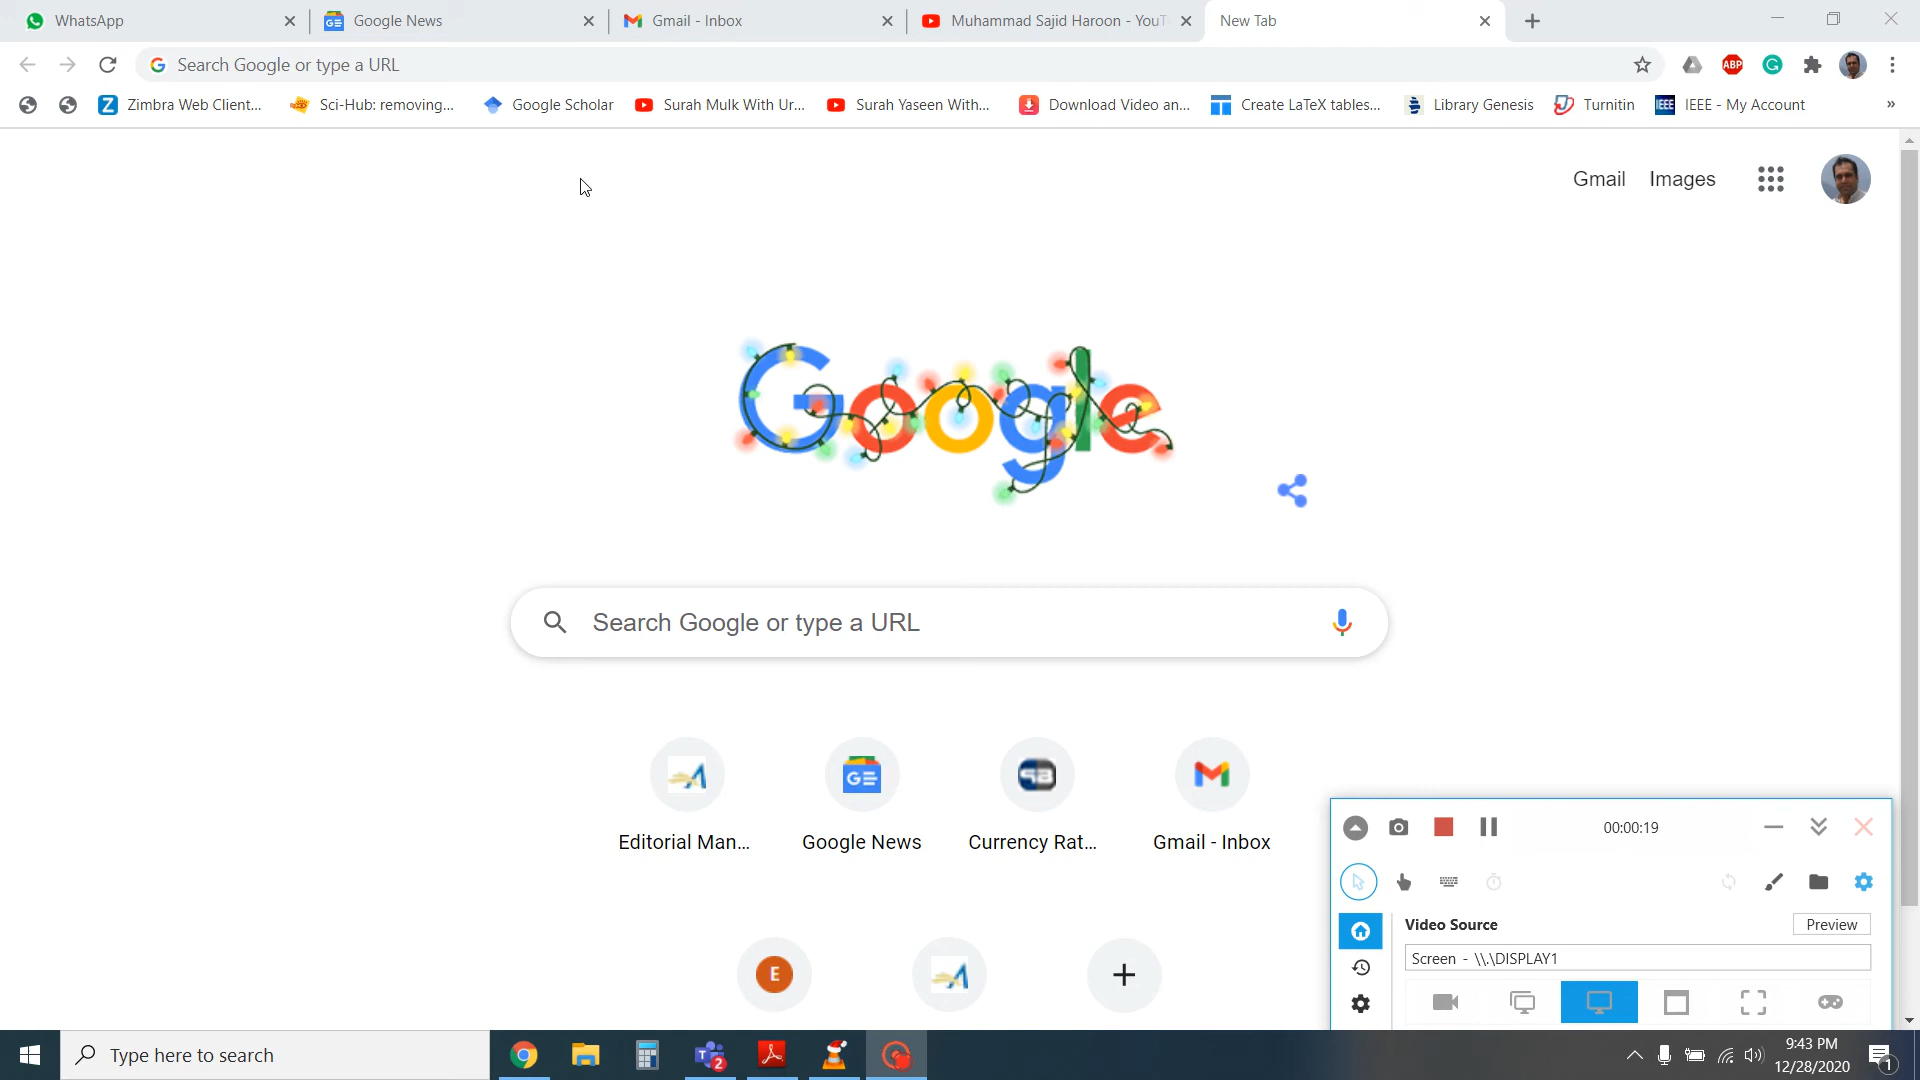 WhatsApp
Google News
Gmail - Inbox
Muhammad Sajid Haroon - YouT
New Tab
Search Google or type a URL
ABP
Zimbra Web Client...
Sci-Hub: removing...
Google Scholar
Surah Mulk With Ur...
Surah Yaseen With...
Download Video an...
Create LaTeX tables...
Library Genesis
Turnitin
IEEE - My Account
Gmail
Images
Google
Search Google or type a URL
Editorial Man...
Google News
Currency Rat...
Gmail - Inbox
E
00:00:19
Video Source
Preview
Screen - \\.\DISPLAY1
Type here to search
2
9:43 PM
12/28/2020
1